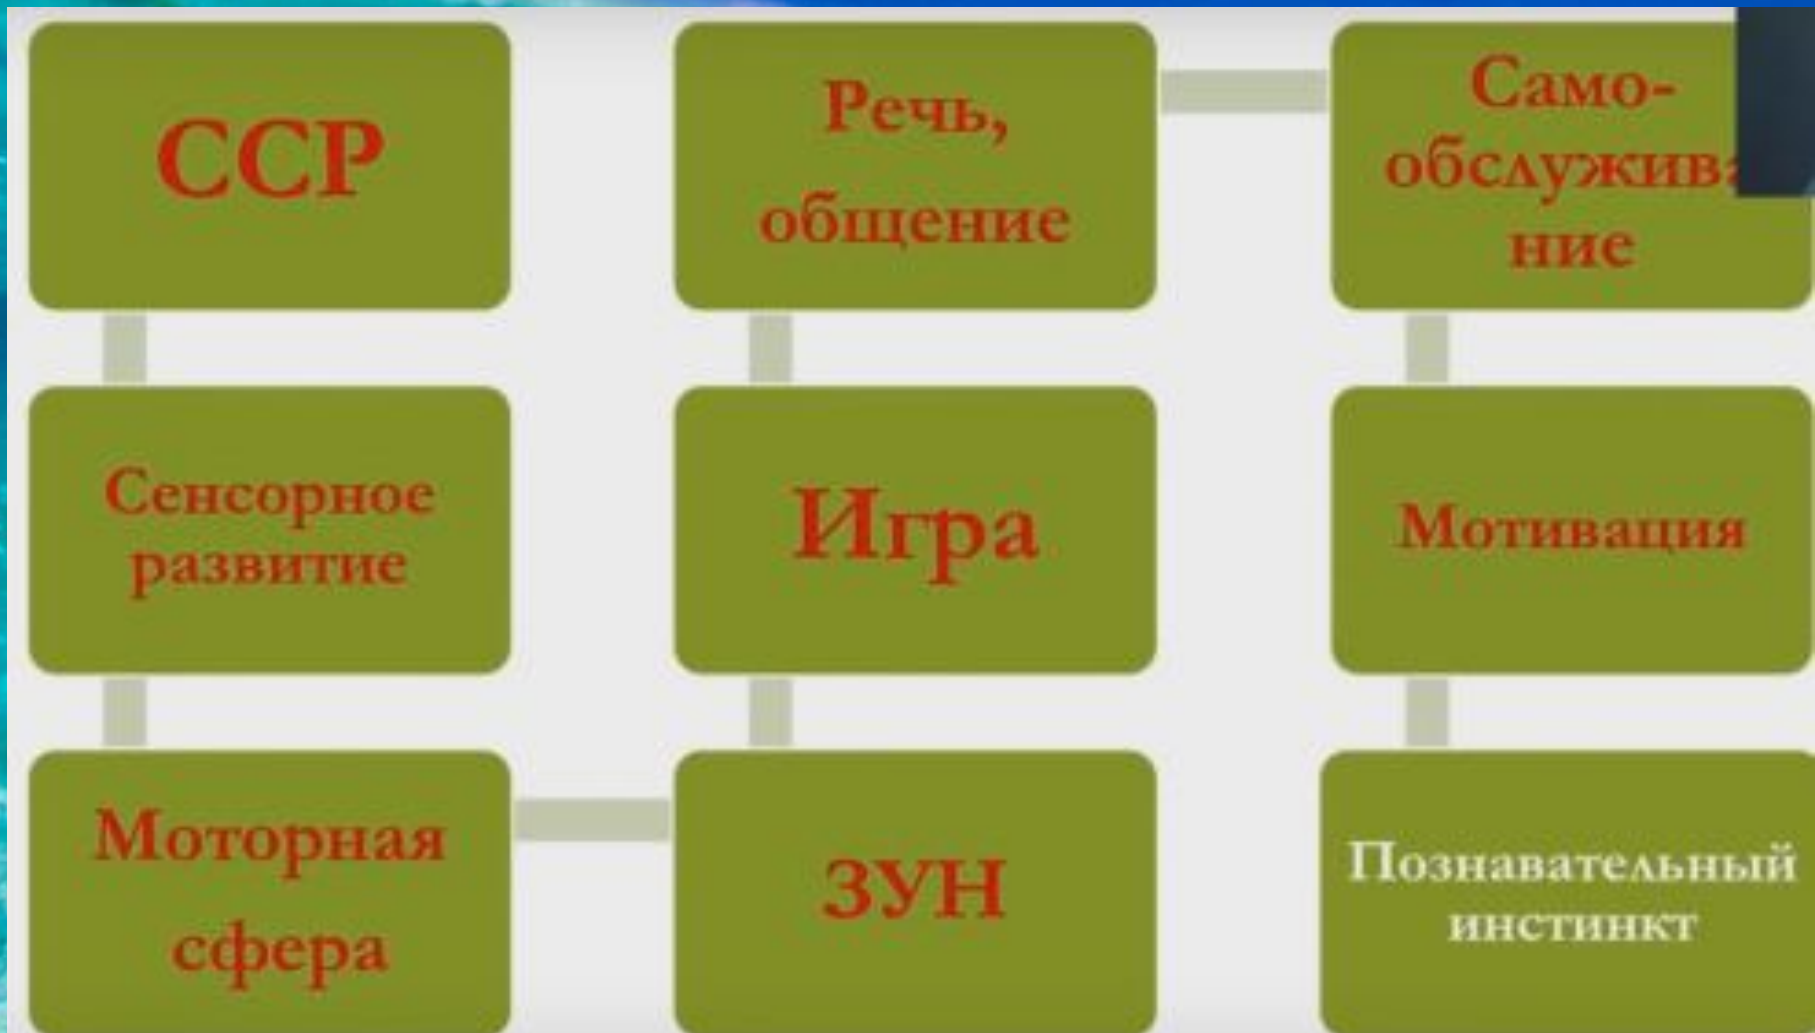 ССР
Сенсорное
развитие
Моторная
сфера
ЗУН
Игра
Речь,
общение
Само-
обслужива
ние
Мотивация
Познавательный
инстинкт